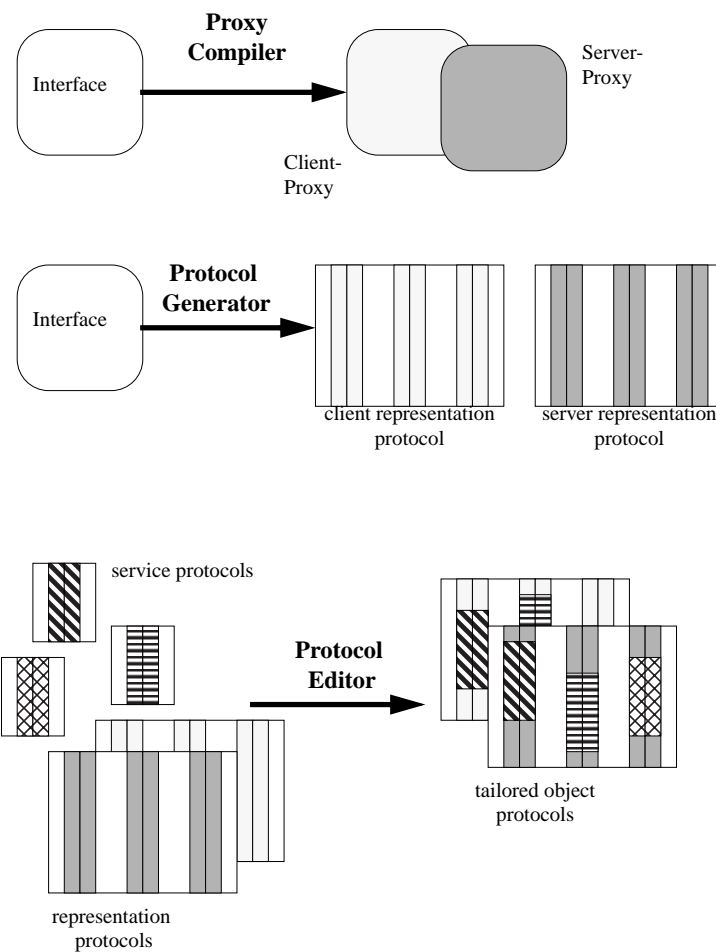 Proxy
Compiler
Interface
Server-
Proxy
Client-
Proxy
Protocol
Generator
Interface
client representation
protocol
server representation
protocol
service protocols
Protocol
Editor
tailored object
protocols
representation
protocols